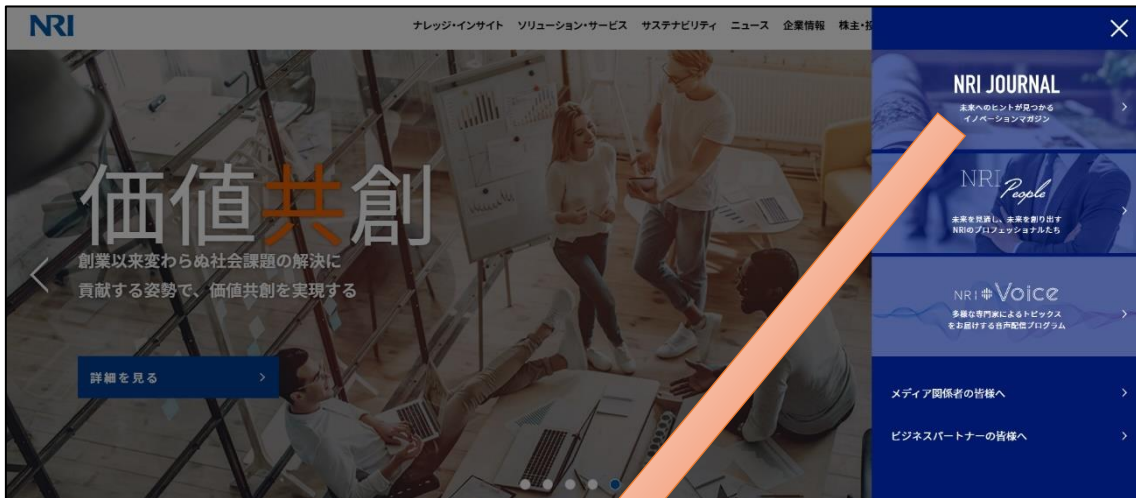 NRI
ナレッジ・インサイト ソリューション・サービス サステナビリティ ニュース 企業情報 株主・投
NRI JOURNAL
未来へのヒントが見つかる
イノベーションマガジン
NRI People
未来を見通し、未来を創り出す
NRIのプロフェッショナルたち
価値共創
創業以来変わらぬ社会課題の解決に
貢献する姿勢で、価値共創を実現する
NRI Voice
多様な専門家によるトピックス
をお届けする音声配信プログラム
詳細を見る
メディア関係者の皆様へ
ビジネスパートナーの皆様へ